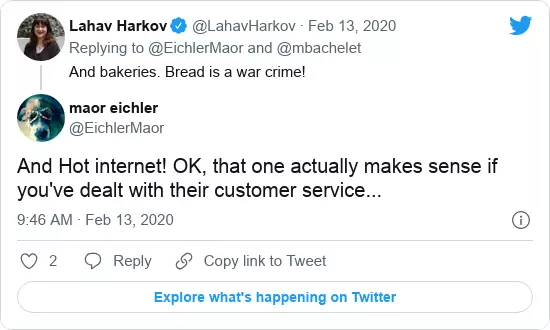 Lahav Harkov @LahavHarkov · Feb 13, 2020
Replying to @EichlerMaor and @mbachelet
And bakeries. Bread is a war crime!
maor eichler
@EichlerMaor
And Hot internet! OK, that one actually makes sense if
you've dealt with their customer service...
9:46 AM · Feb 13, 2020
2 Reply Copy link to Tweet
Explore what's happening on Twitter